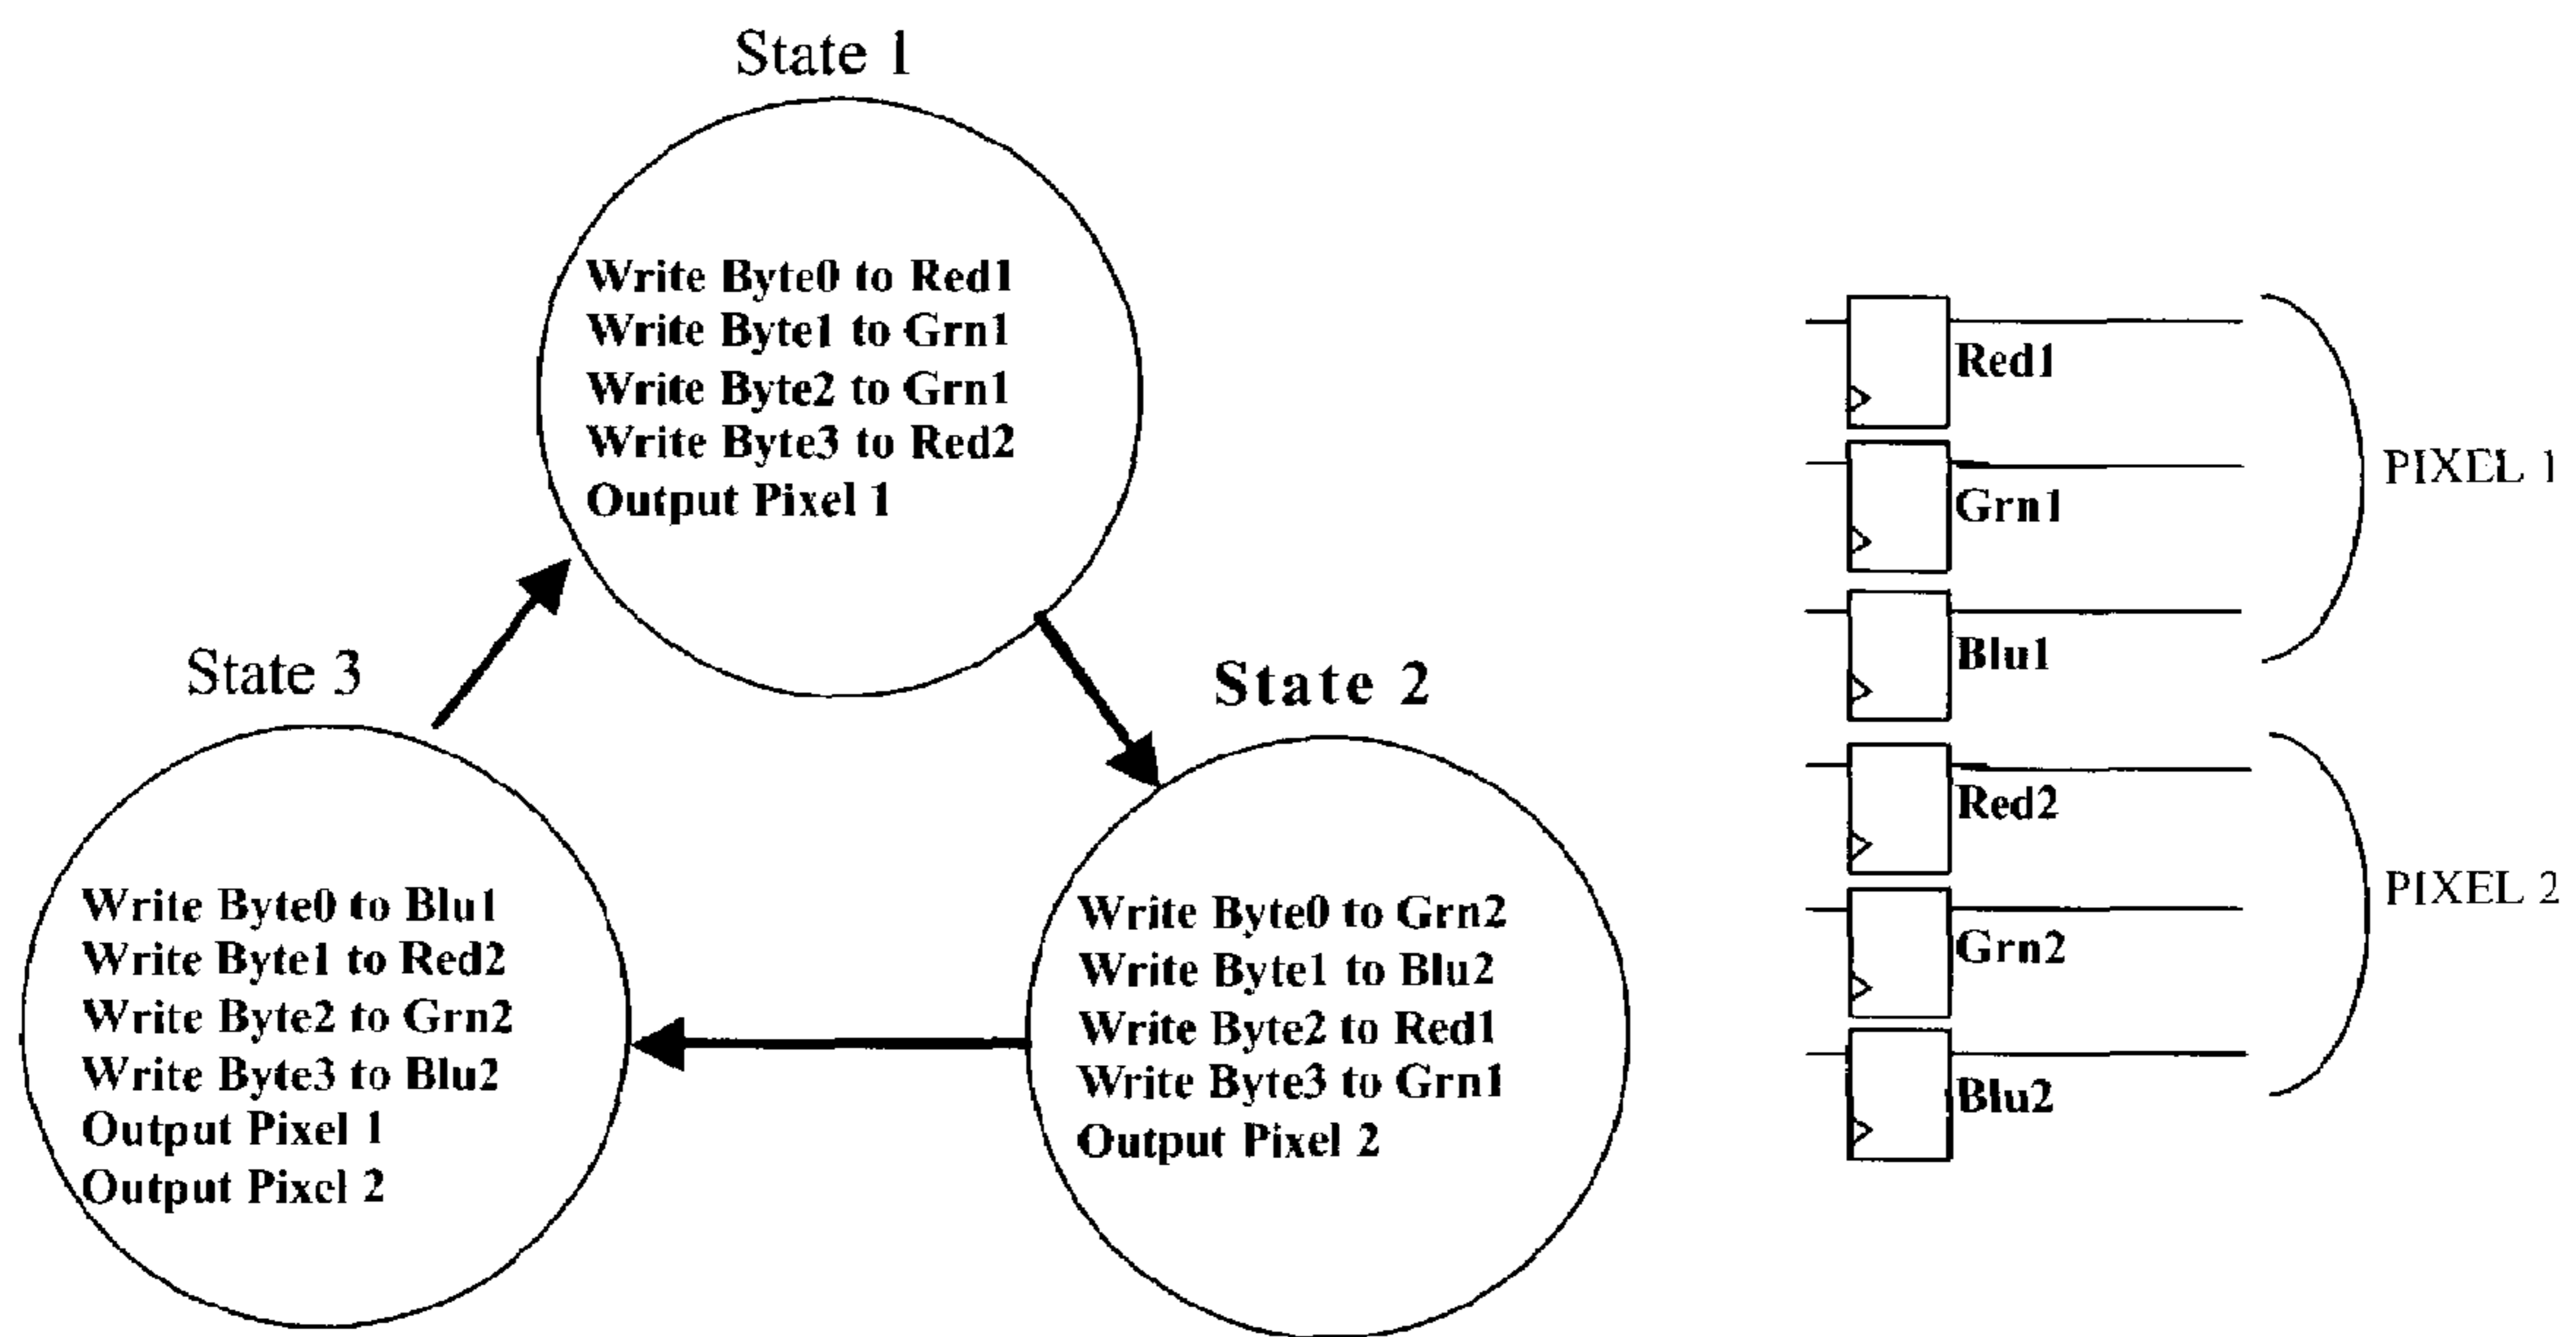 State 1
Write Byte0 to Red1
Write Byte1 to Grn1
Write Byte2 to Grn1
Write Byte3 to Red2
Output Pixel 1
State 2
Write Byte0 to Grn2
Write Byte1 to Blu2
Write Byte2 to Red1
Write Byte3 to Grn1
Output Pixel 2
State 3
Write Byte0 to Blu1
Write Byte1 to Red2
Write Byte2 to Grn2
Write Byte3 to Blu2
Output Pixel 1
Output Pixel 2
Red1
Grn1
Blu1
PIXEL 1
Red2
Grn2
Blu2
PIXEL 2